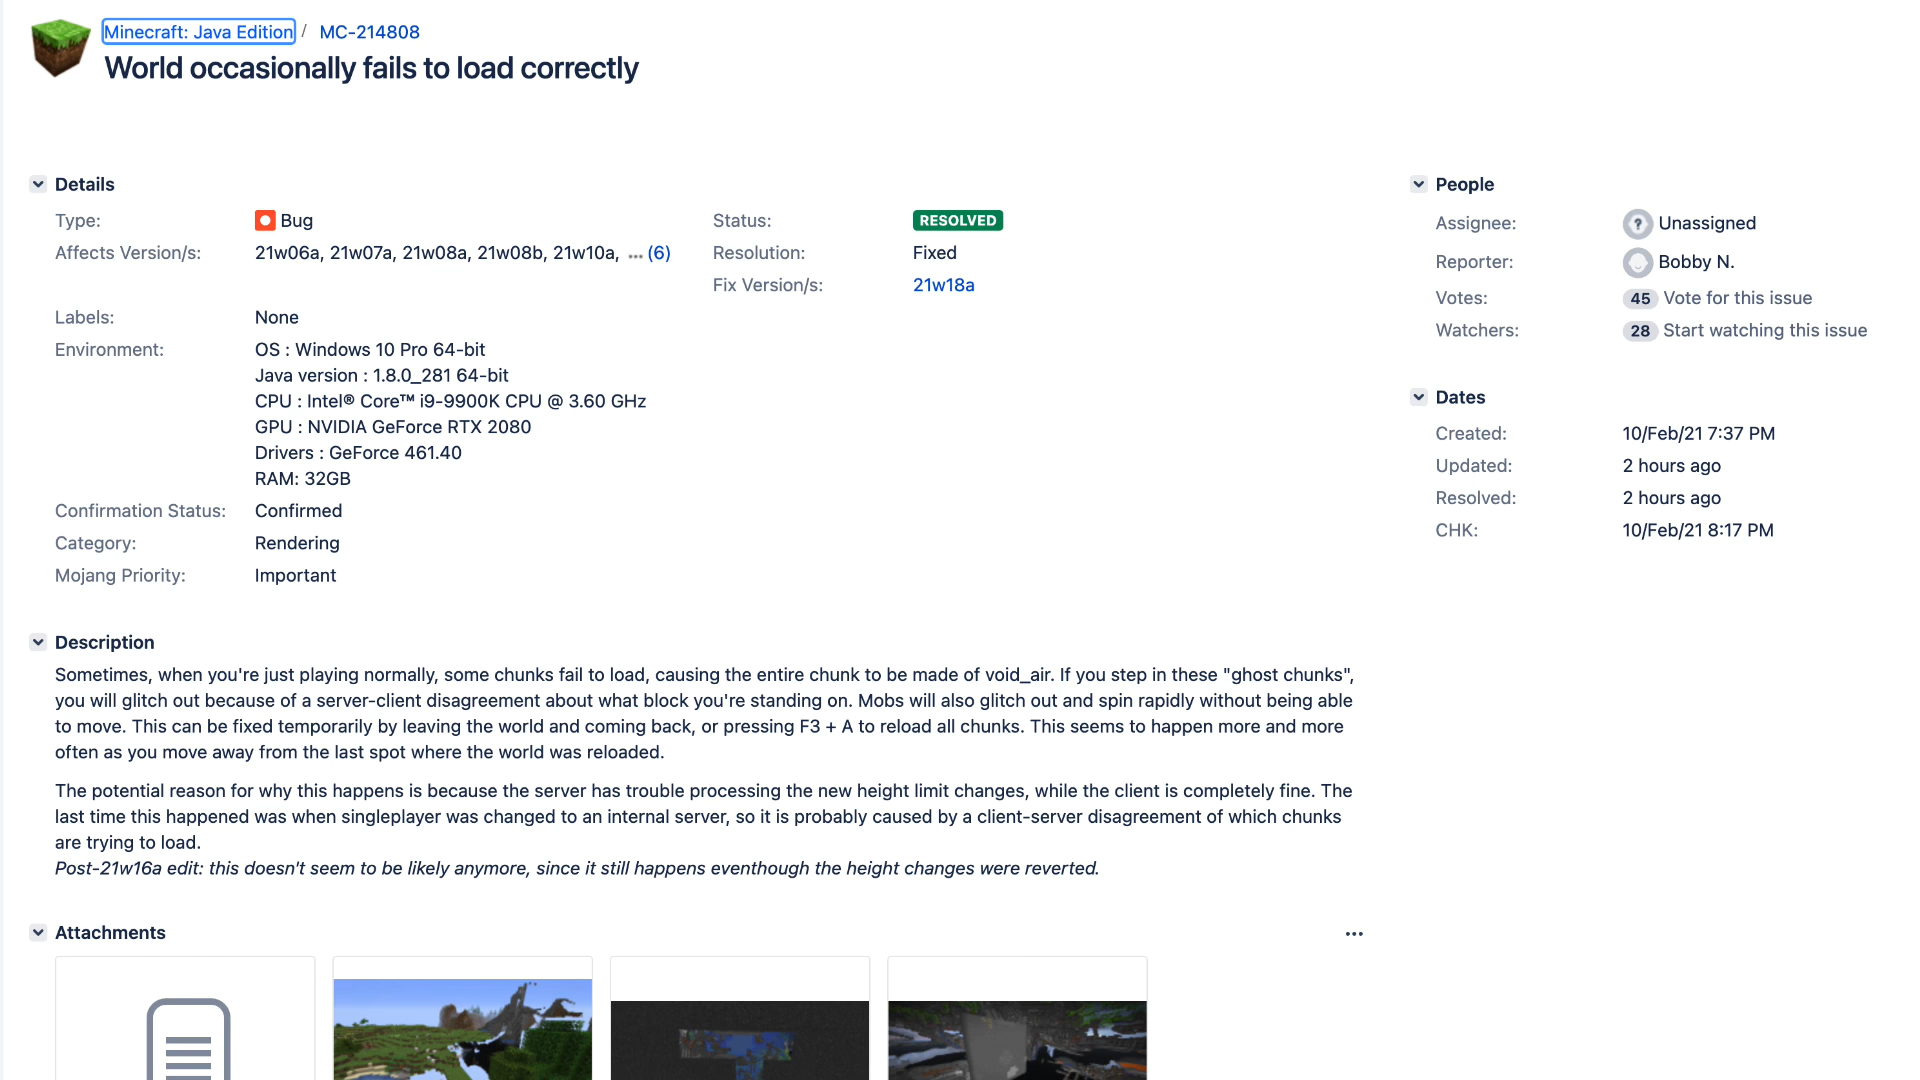 Minecraft: Java Edition / MC-214808
World occasionally fails to load correctly
Details
Type: Bug Status: RESOLVED
Affects Version/s: 21w06a, 21w07a, 21w08a, 21w08b, 21w10a, ... (6) Resolution: Fixed
Fix Version/s: 21w18a
Labels: None
Environment: OS : Windows 10 Pro 64-bit
Java version : 1.8.0_281 64-bit
CPU : Intel® Core™ i9-9900K CPU @ 3.60 GHz
GPU : NVIDIA GeForce RTX 2080
Drivers : GeForce 461.40
RAM: 32GB
Confirmation Status: Confirmed
Category: Rendering
Mojang Priority: Important
People
Assignee: ? Unassigned
Reporter: Bobby N.
Votes: 45 Vote for this issue
Watchers: 28 Start watching this issue
Dates
Created: 10/Feb/21 7:37 PM
Updated: 2 hours ago
Resolved: 2 hours ago
CHK: 10/Feb/21 8:17 PM
Description
Sometimes, when you're just playing normally, some chunks fail to load, causing the entire chunk to be made of void_air. If you step in these "ghost chunks",
you will glitch out because of a server-client disagreement about what block you're standing on. Mobs will also glitch out and spin rapidly without being able
to move. This can be fixed temporarily by leaving the world and coming back, or pressing F3 + A to reload all chunks. This seems to happen more and more
often as you move away from the last spot where the world was reloaded.
The potential reason for why this happens is because the server has trouble processing the new height limit changes, while the client is completely fine. The
last time this happened was when singleplayer was changed to an internal server, so it is probably caused by a client-server disagreement of which chunks
are trying to load.
Post-21w16a edit: this doesn't seem to be likely anymore, since it still happens eventhough the height changes were reverted.
Attachments